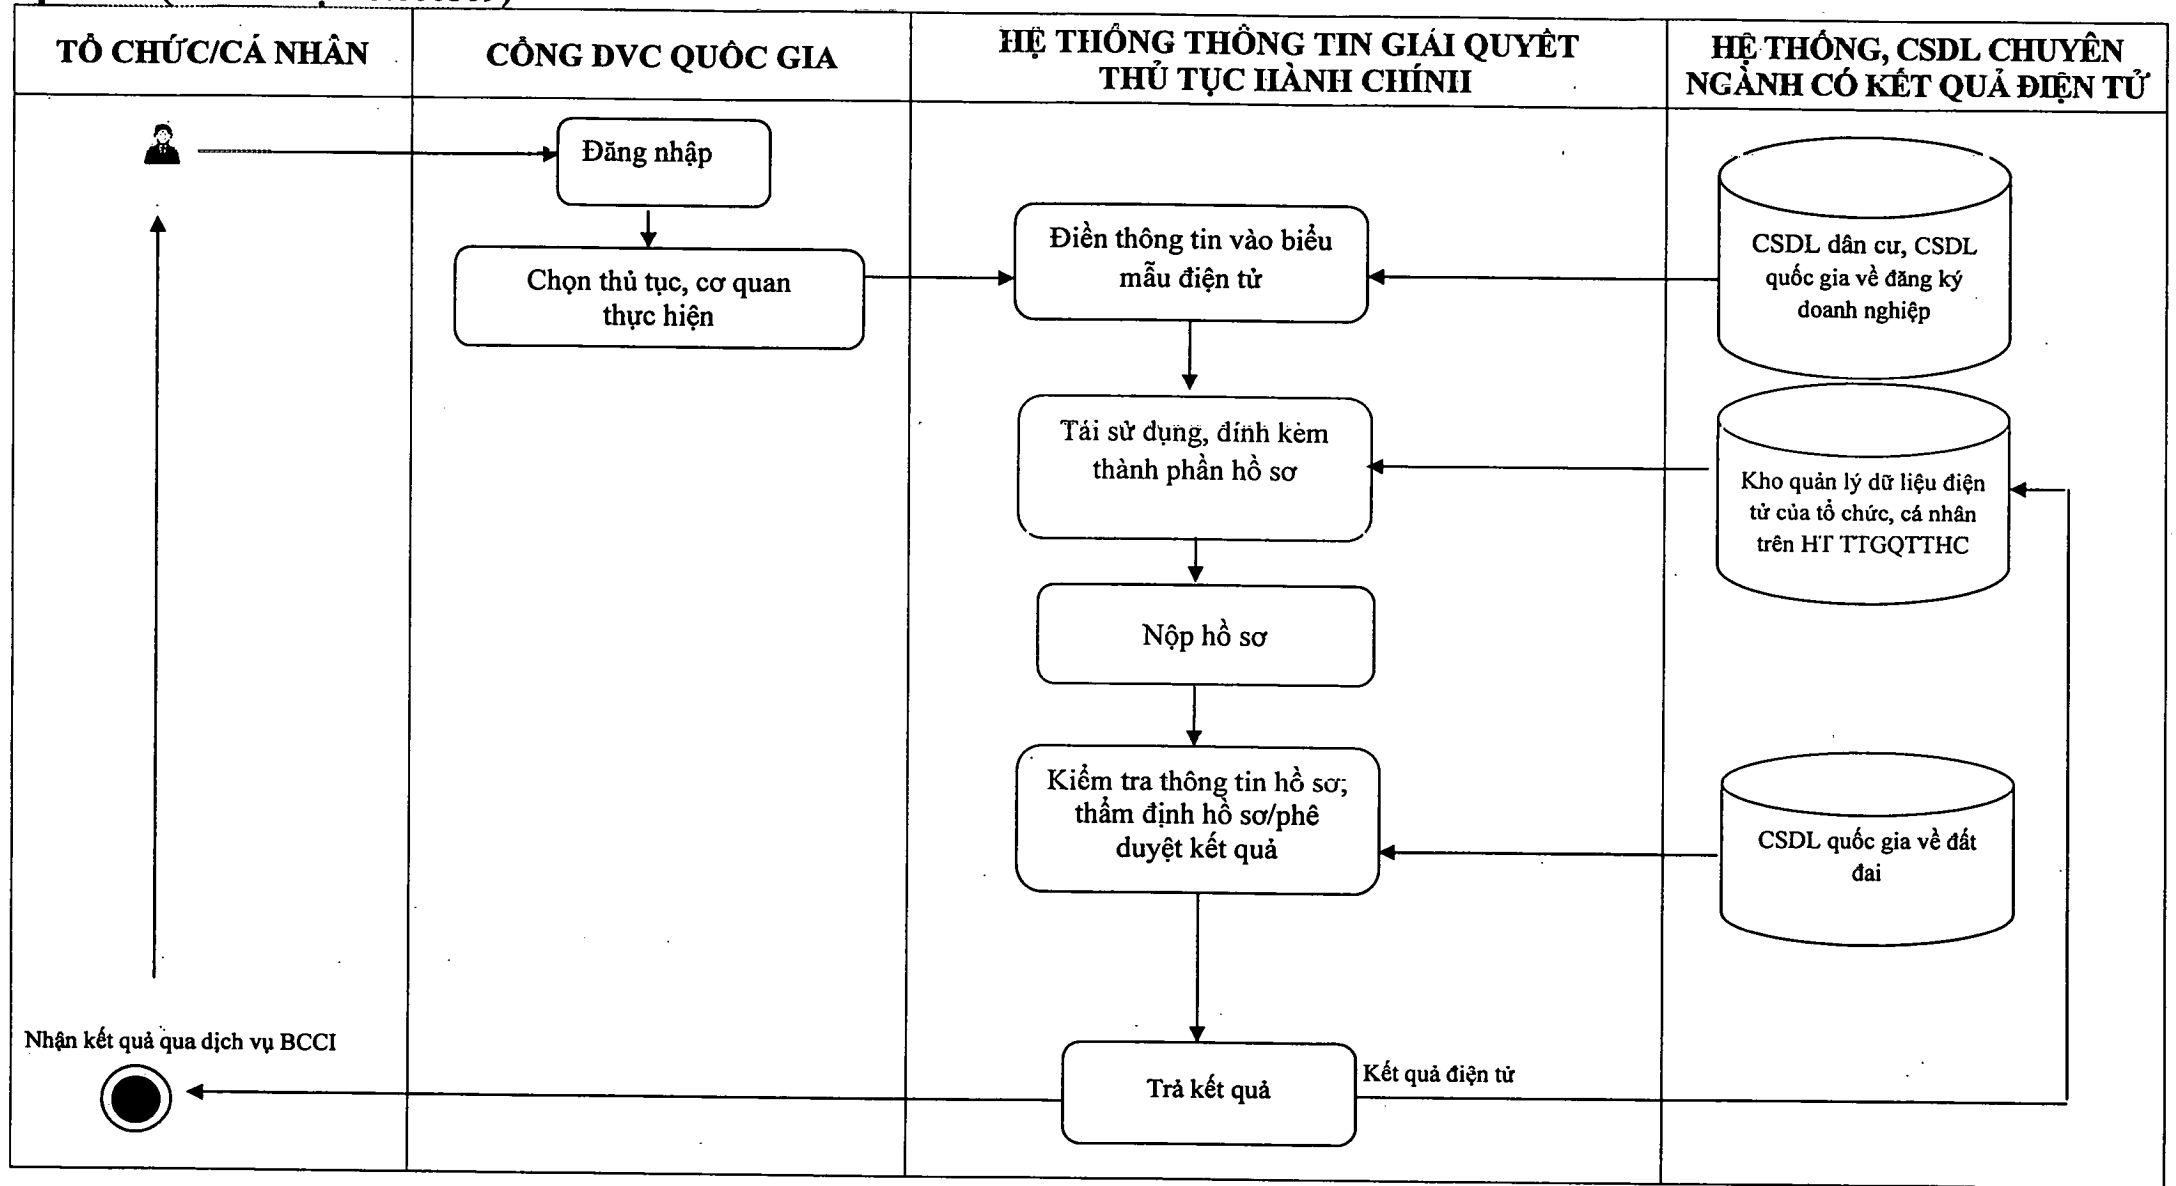 TỔ CHỨC/CÁ NHÂN
CỔNG DVC QUỐC GIA
HỆ THỐNG THÔNG TIN GIẢI QUYẾT
THỦ TỤC HÀNH CHÍNH
HỆ THỐNG, CSDL CHUYÊN
NGÀNH CÓ KẾT QUẢ ĐIỆN TỬ
Đăng nhập
Chọn thủ tục, cơ quan
thực hiện
Điền thông tin vào biểu
mẫu điện tử
CSDL dân cư, CSDL
quốc gia về đăng ký
doanh nghiệp
Tái sử dụng, đính kèm
thành phần hồ sơ
Kho quản lý dữ liệu điện
tử của tổ chức, cá nhân
trên HT TTGQTTHC
Nộp hồ sơ
Kiểm tra thông tin hồ sơ;
thẩm định hồ sơ/phê
duyệt kết quả
CSDL quốc gia về đất
đai
Nhận kết quả qua dịch vụ BCCI
Trả kết quả
Kết quả điện tử